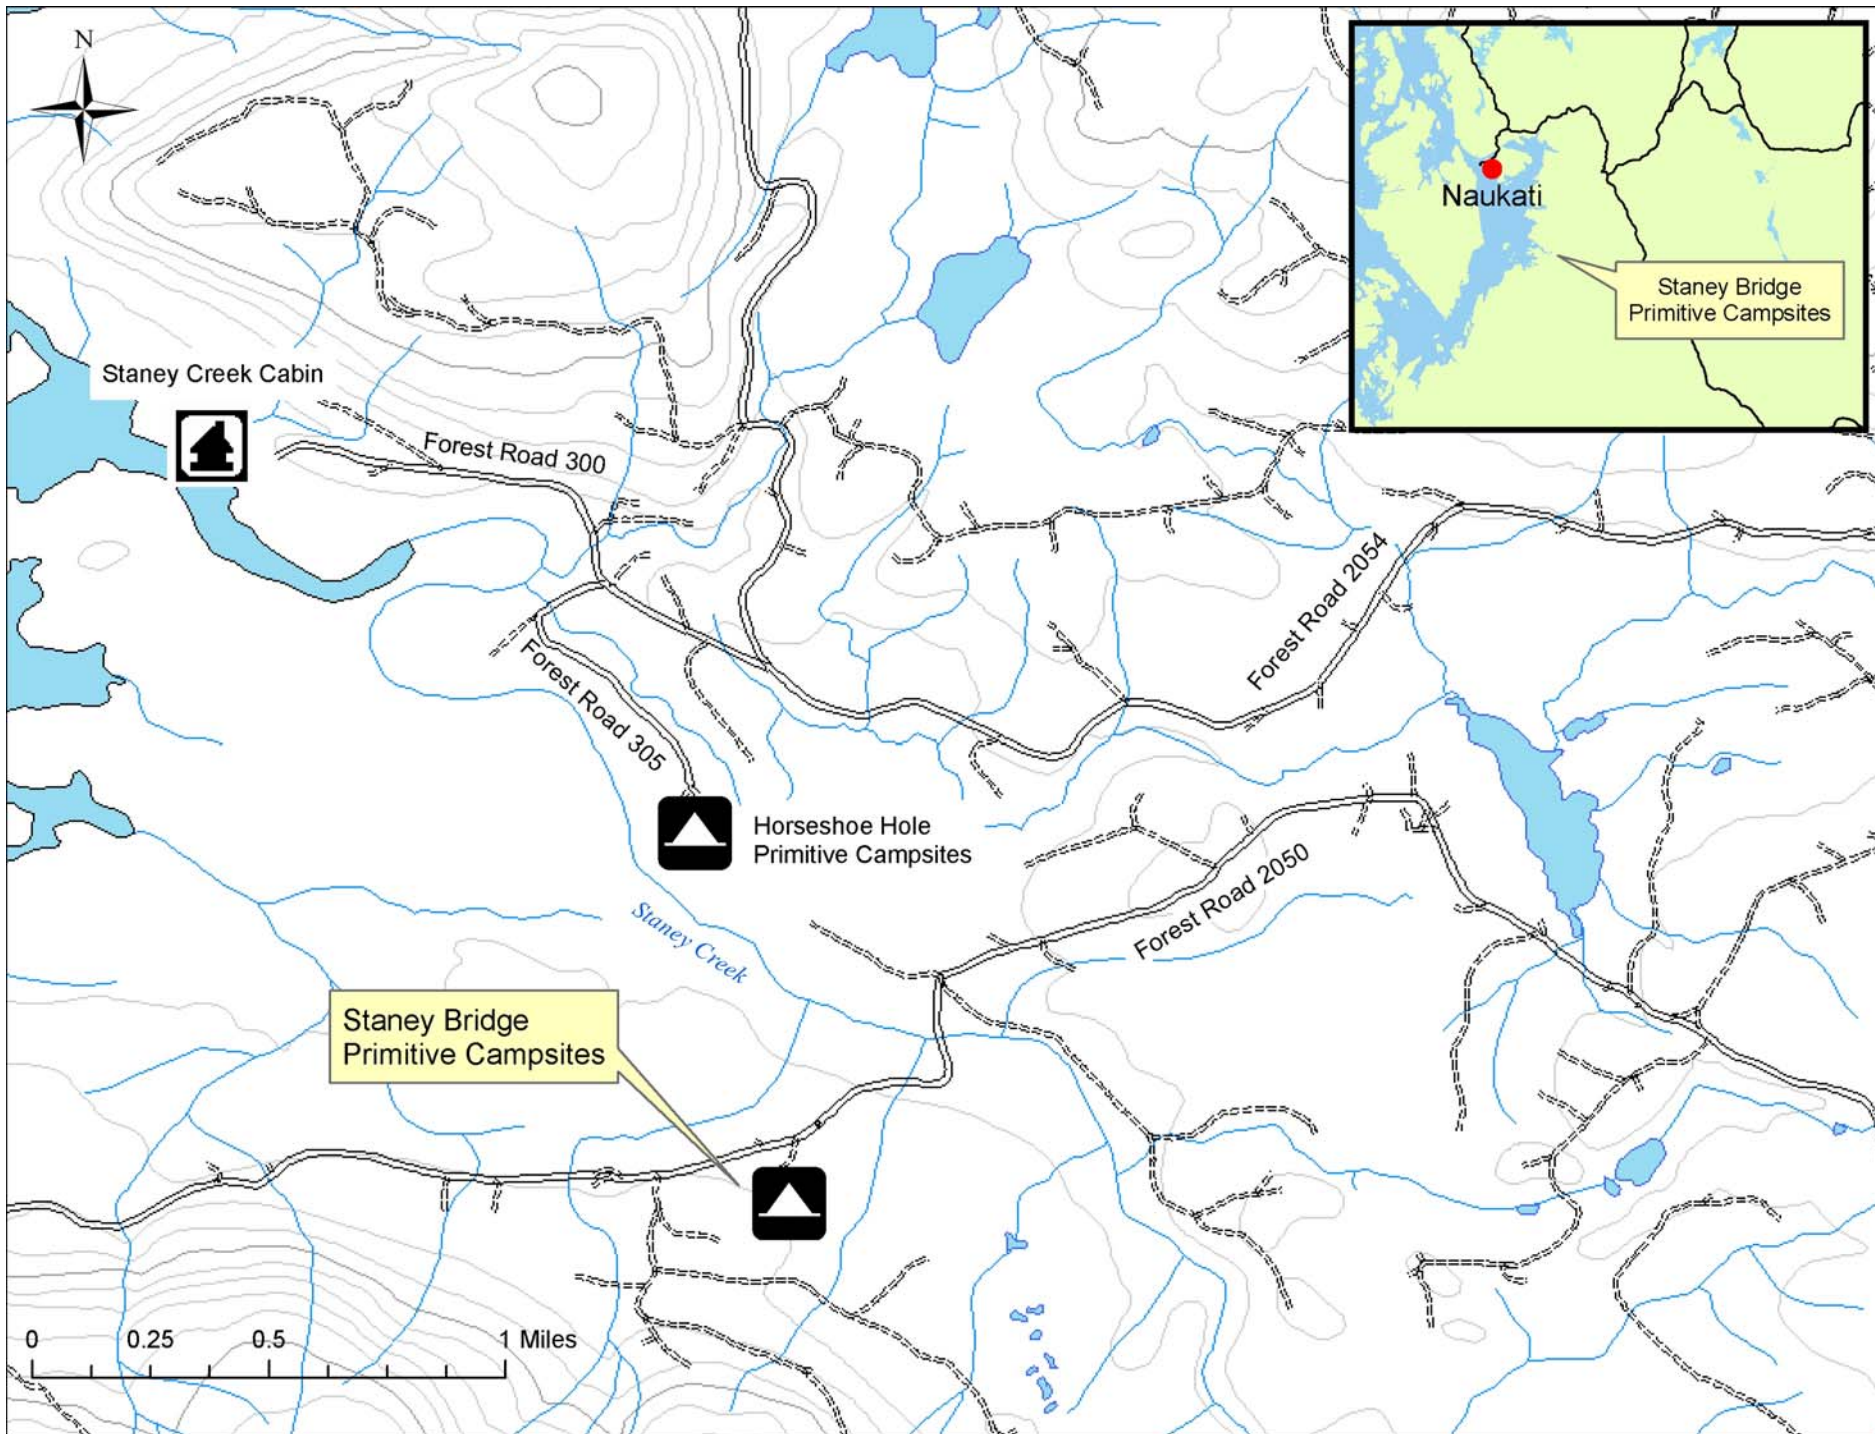 N
Naukati
Staney Bridge
Primitive Campsites
Staney Creek Cabin
Forest Road 300
Forest Road 2054
Forest Road 305
Horseshoe Hole
Primitive Campsites
Forest Road 2050
Staney Creek
Staney Bridge
Primitive Campsites
0 0.25 0.5 1 Miles